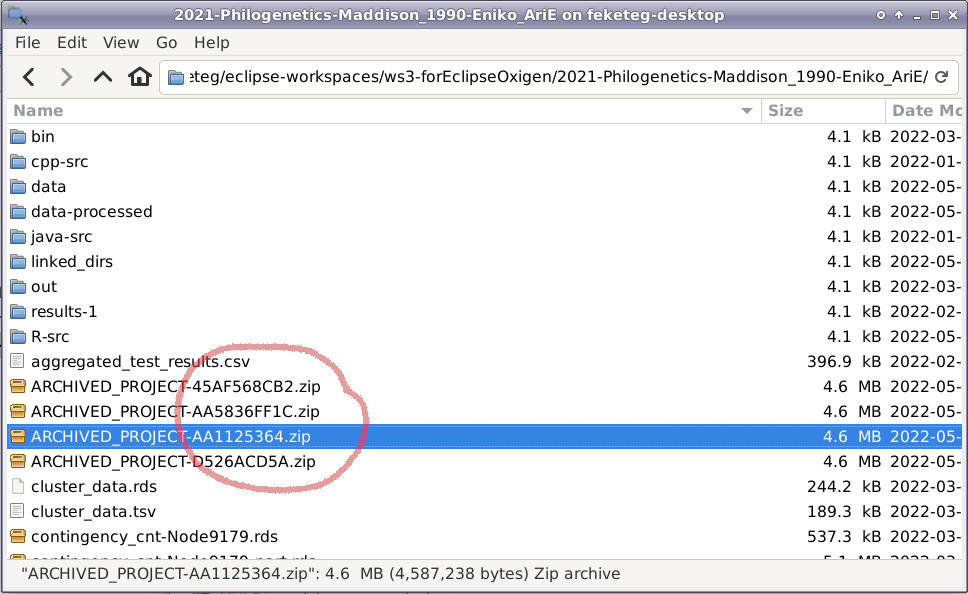 2021-Philogenetics-Maddison_1990-Eniko_AriE on feketeg-desktop
File Edit View Go Help
eteg/eclipse-workspaces/ws3-forEclipseOxigen/2021-Philogenetics-Maddison_1990-Eniko_AriE/
Name Size Date Mo
bin 4.1 kB 2022-03-
cpp-src 4.1 kB 2022-01-
data 4.1 kB 2022-05-
data-processed 4.1 kB 2022-05-
java-src 4.1 kB 2022-01-
linked_dirs 4.1 kB 2022-05-
out 4.1 kB 2022-03-
results-1 4.1 kB 2022-02-
R-src 4.1 kB 2022-05-
aggregated_test_results.csv 396.9 kB 2022-02-
ARCHIVED_PROJECT-45AF568CB2.zip 4.6 MB 2022-05-
ARCHIVED_PROJECT-AA5836FF1C.zip 4.6 MB 2022-05-
ARCHIVED_PROJECT-AA1125364.zip 4.6 MB 2022-05-
ARCHIVED_PROJECT-D526ACD5A.zip 4.6 MB 2022-05-
cluster_data.rds 244.2 kB 2022-03-
cluster_data.tsv 189.3 kB 2022-03-
contingency_cnt-Node9179.rds 537.3 kB 2022-03-
"ARCHIVED_PROJECT-AA1125364.zip": 4.6 MB (4,587,238 bytes) Zip archive